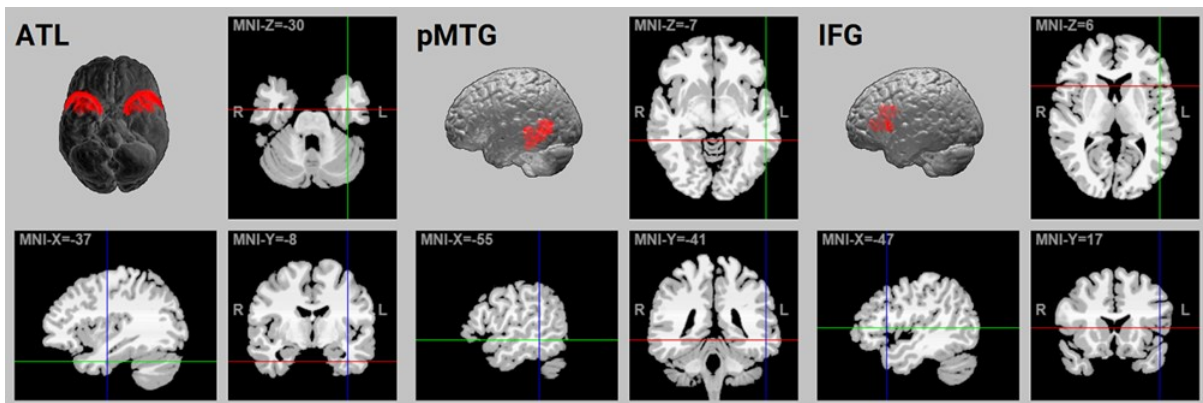 ATL
MNI-Z=-30
R
L
MNI-X=-37
MNI-Y=-8
R
L
pMTG
MNI-Z=-7
R
L
MNI-X=-55
MNI-Y=-41
R
L
IFG
MNI-Z=6
R
L
MNI-X=-47
MNI-Y=17
R
L